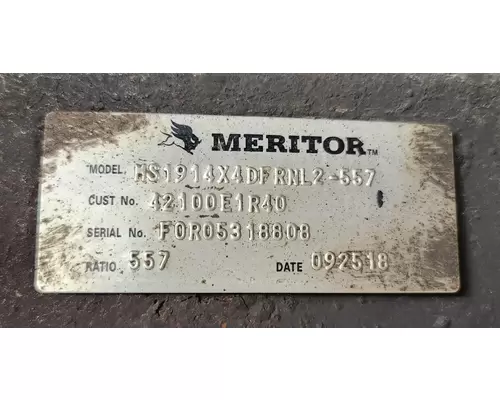 MERITOR™
MODEL MS1914X4DFRNL2-557
CUST No. 42100E1R40
SERIAL No. FOR05318808
RATIO 557 DATE 092518